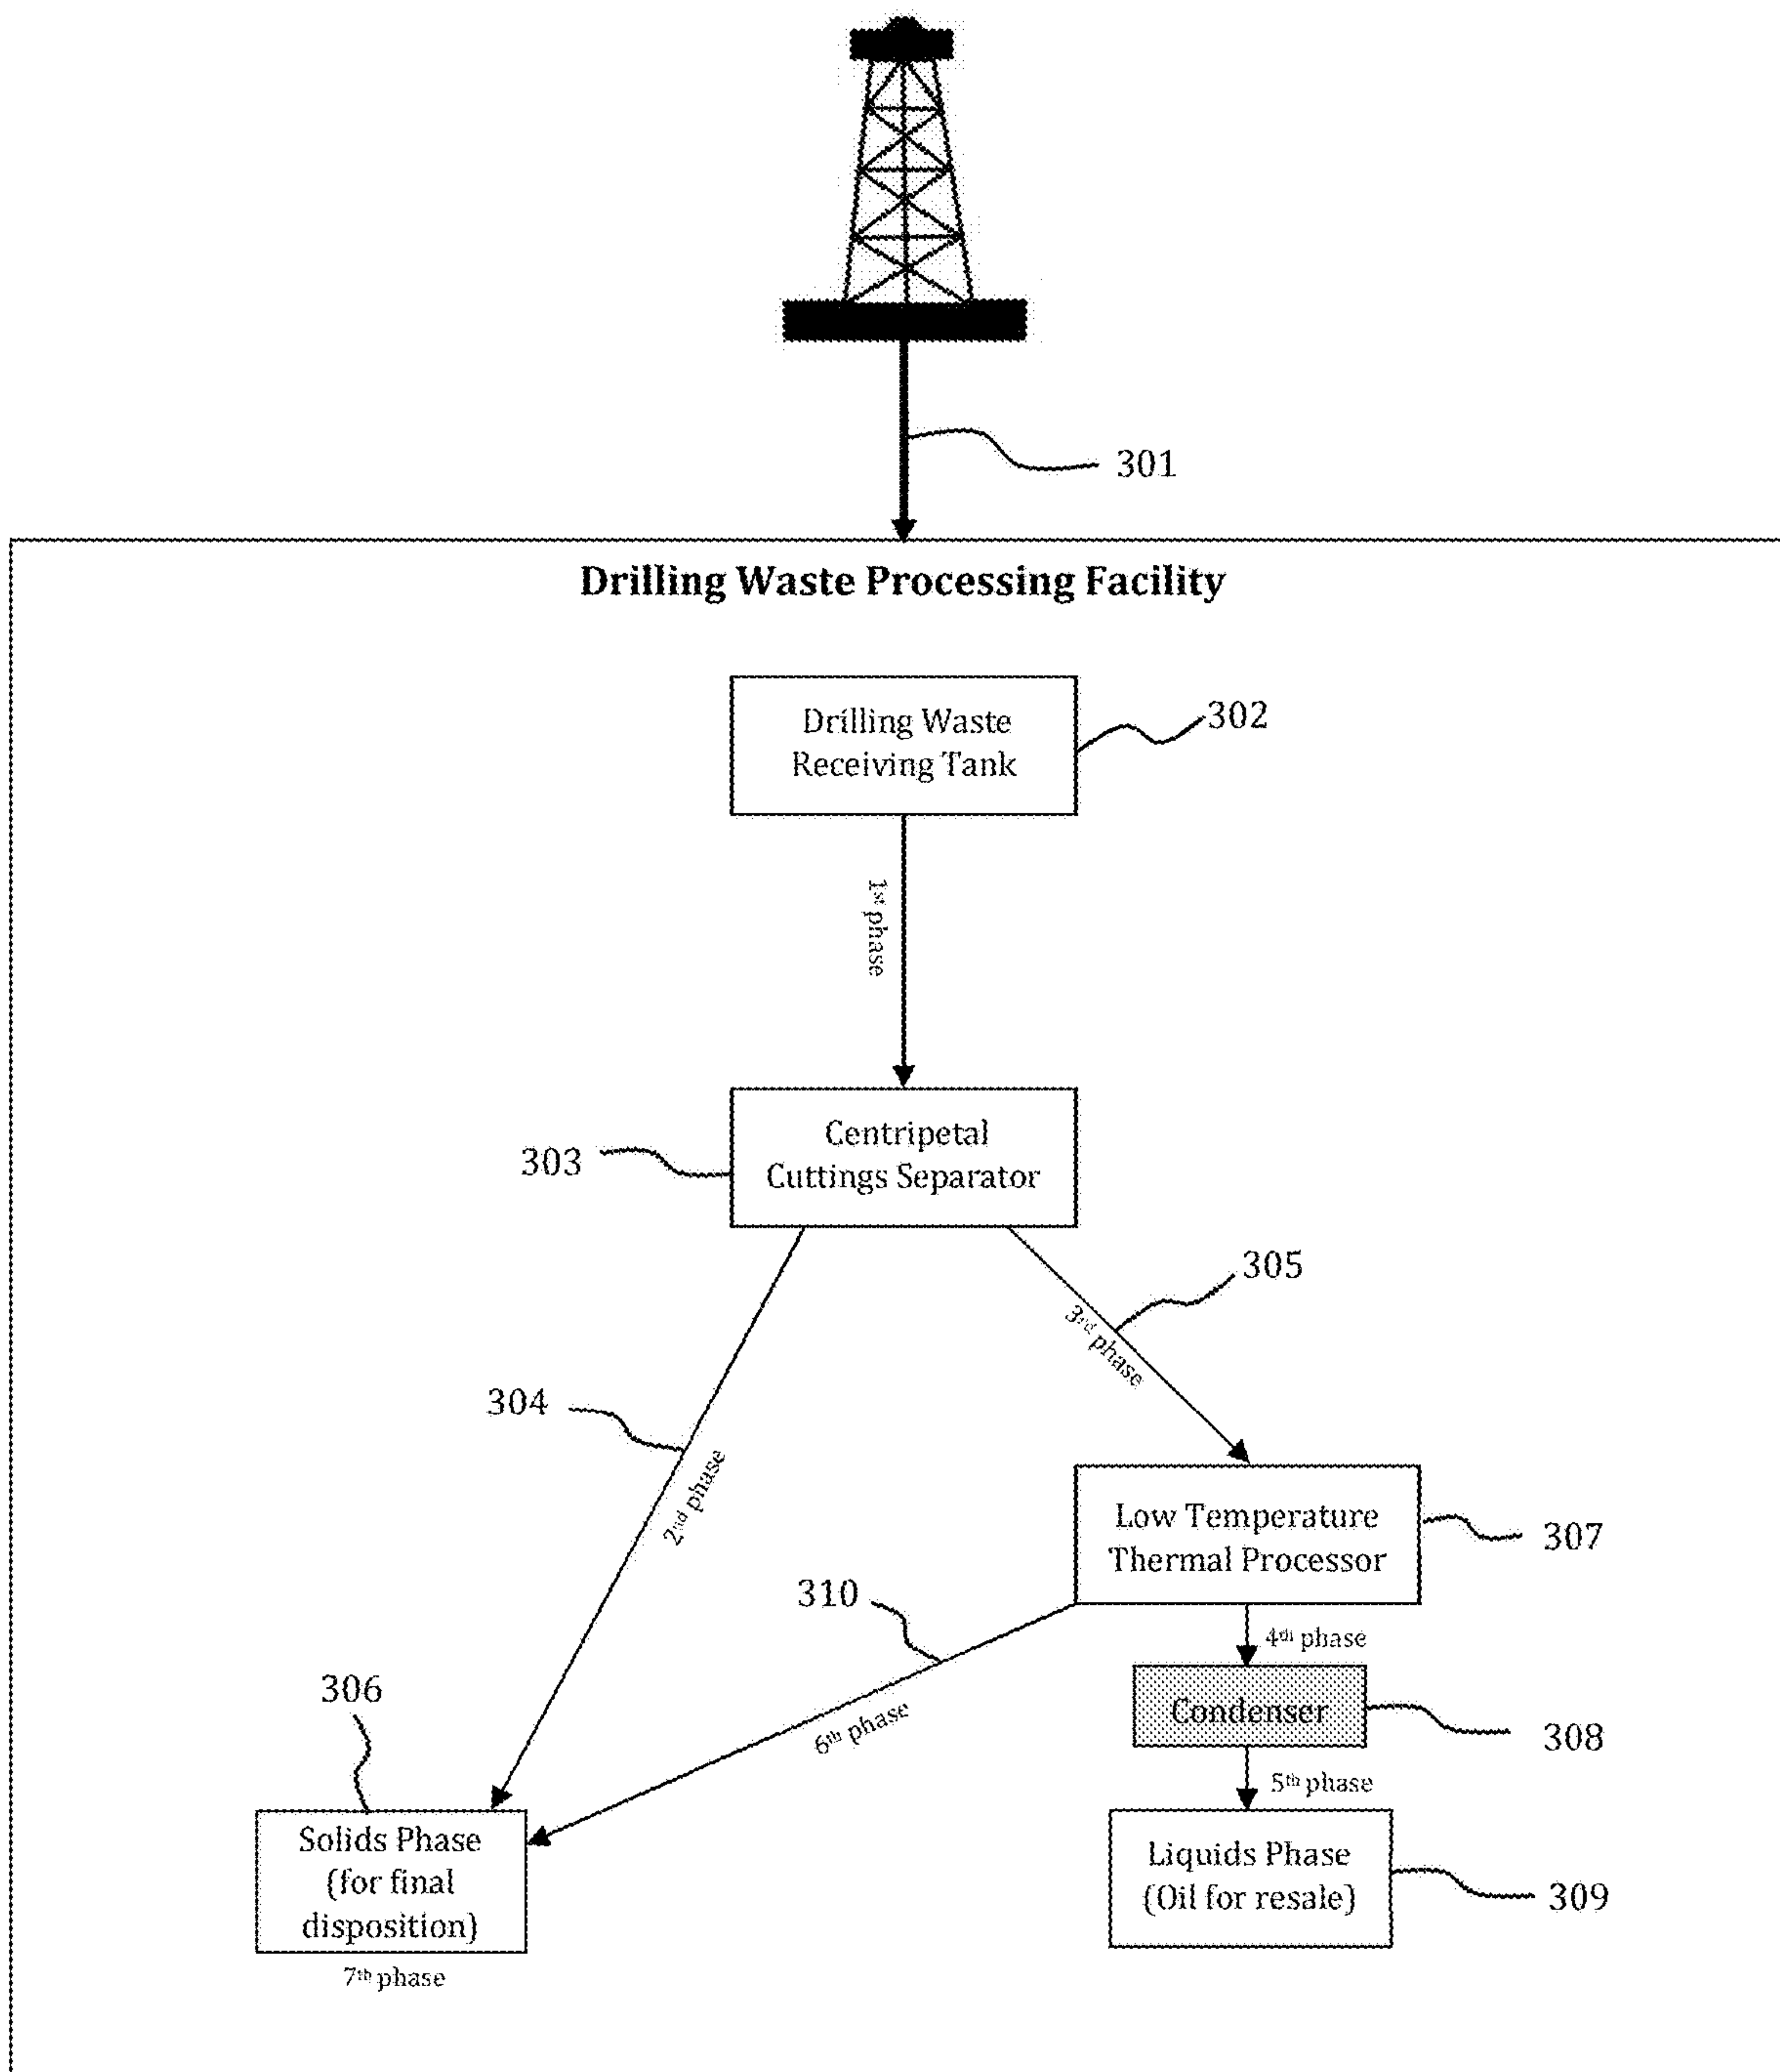 301
Drilling Waste Processing Facility
Drilling Waste
Receiving Tank
302
1st phase
Centripetal
Cuttings Separator
303
305
3rd phase
304
2nd phase
Low Temperature
Thermal Processor
307
310
4th phase
306
6th phase
Condenser
308
5th phase
Solids Phase
(for final
disposition)
Liquids Phase
(Oil for resale)
309
7th phase